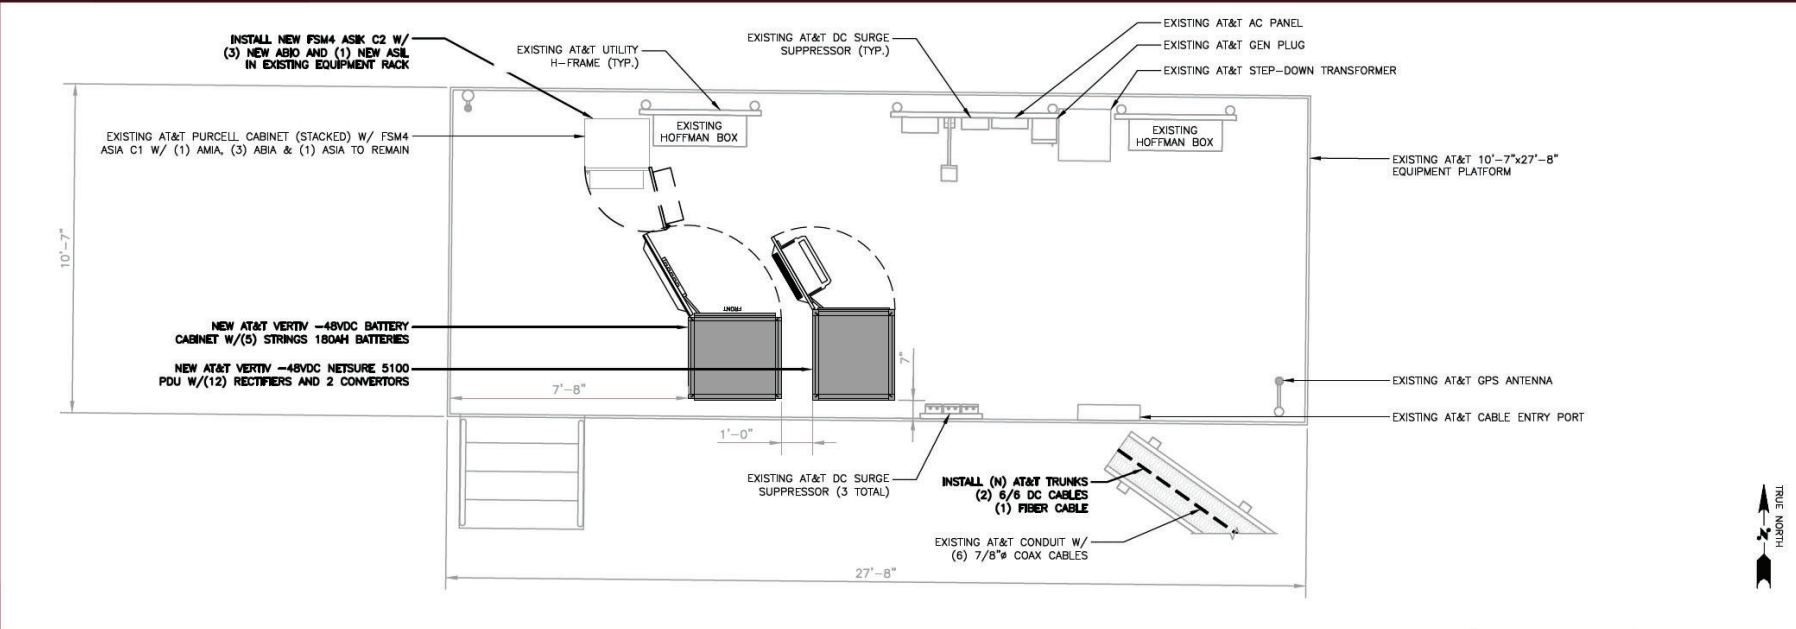 INSTALL NEW FSM4 ASIK C2 W/
(3) NEW ABIO AND (1) NEW ASIL
IN EXISTING EQUIPMENT RACK
EXISTING AT&T UTILITY
H-FRAME (TYP.)
EXISTING AT&T DC SURGE
SUPPRESSOR (TYP.)
EXISTING AT&T AC PANEL
EXISTING AT&T GEN PLUG
EXISTING AT&T STEP-DOWN TRANSFORMER
EXISTING AT&T PURCELL CABINET (STACKED) W/ FSM4
ASIA C1 W/ (1) AMIA, (3) ABIA & (1) ASIA TO REMAIN
EXISTING
HOFFMAN BOX
EXISTING
HOFFMAN BOX
EXISTING AT&T 10'-7"x27'-8"
EQUIPMENT PLATFORM
10'-7"
FRONT
NEW AT&T VERTIV -48VDC BATTERY
CABINET W/(5) STRINGS 180AH BATTERIES
NEW AT&T VERTIV -48VDC NETSURE 5100
PDU W/(12) RECTIFIERS AND 2 CONVERTORS
7'-8"
7"
1'-0"
EXISTING AT&T GPS ANTENNA
EXISTING AT&T CABLE ENTRY PORT
EXISTING AT&T DC SURGE
SUPPRESSOR (3 TOTAL)
INSTALL (N) AT&T TRUNKS
(2) 6/6 DC CABLES
(1) FIBER CABLE
EXISTING AT&T CONDUIT W/
(6) 7/8"ø COAX CABLES
27'-8"
TRUE NORTH
N